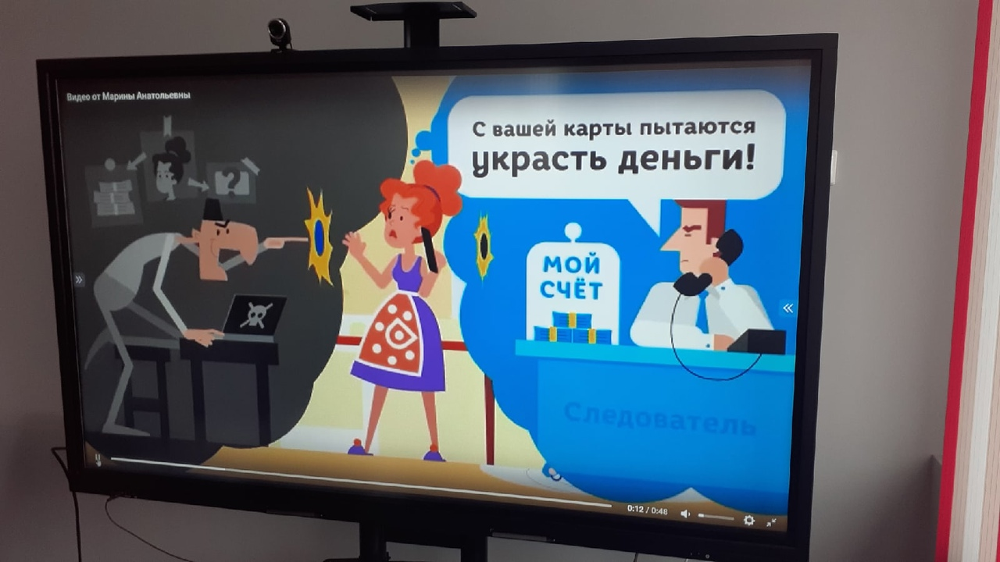 Видео от Марины Анатольевны
С вашей карты пытаются
украсть деньги!
?
МОЙ
СЧЁТ
Следователь
0:12 / 0:48